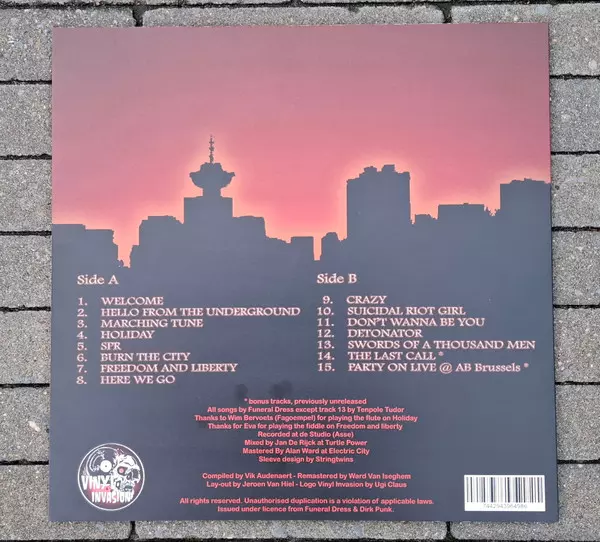 Side A
1. WELCOME
2. HELLO FROM THE UNDERGROUND
3. MARCHING TUNE
4. HOLIDAY
5. SFR
6. BURN THE CITY
7. FREEDOM AND LIBERTY
8. HERE WE GO
Side B
9. CRAZY
10. SUICIDAL RIOT GIRL
11. DON'T WANNA BE YOU
12. DETONATOR
13. SWORDS OF A THOUSAND MEN
14. THE LAST CALL *
15. PARTY ON LIVE @ AB Brussels *
* bonus tracks, previously unreleased
All songs by Funeral Dress except track 13 by Tenpole Tudor
Thanks to Wim Bervoets (Fagoempel) for playing the flute on Holiday
Thanks for Eva for playing the fiddle on Freedom and liberty
Recorded at de Studio (Asse)
Mixed by Jan De Rijck at Turtle Power
Mastered By Alan Ward at Electric City
Sleeve design by Stringtwins
Compiled by Vik Audenaert - Remastered by Ward Van Iseghem
Lay-out by Jeroen Van Hiel - Logo Vinyl Invasion by Ugi Claus
All rights reserved. Unauthorised duplication is a violation of applicable laws.
Issued under licence from Funeral Dress & Dirk Punk.
VINYL
INVASION